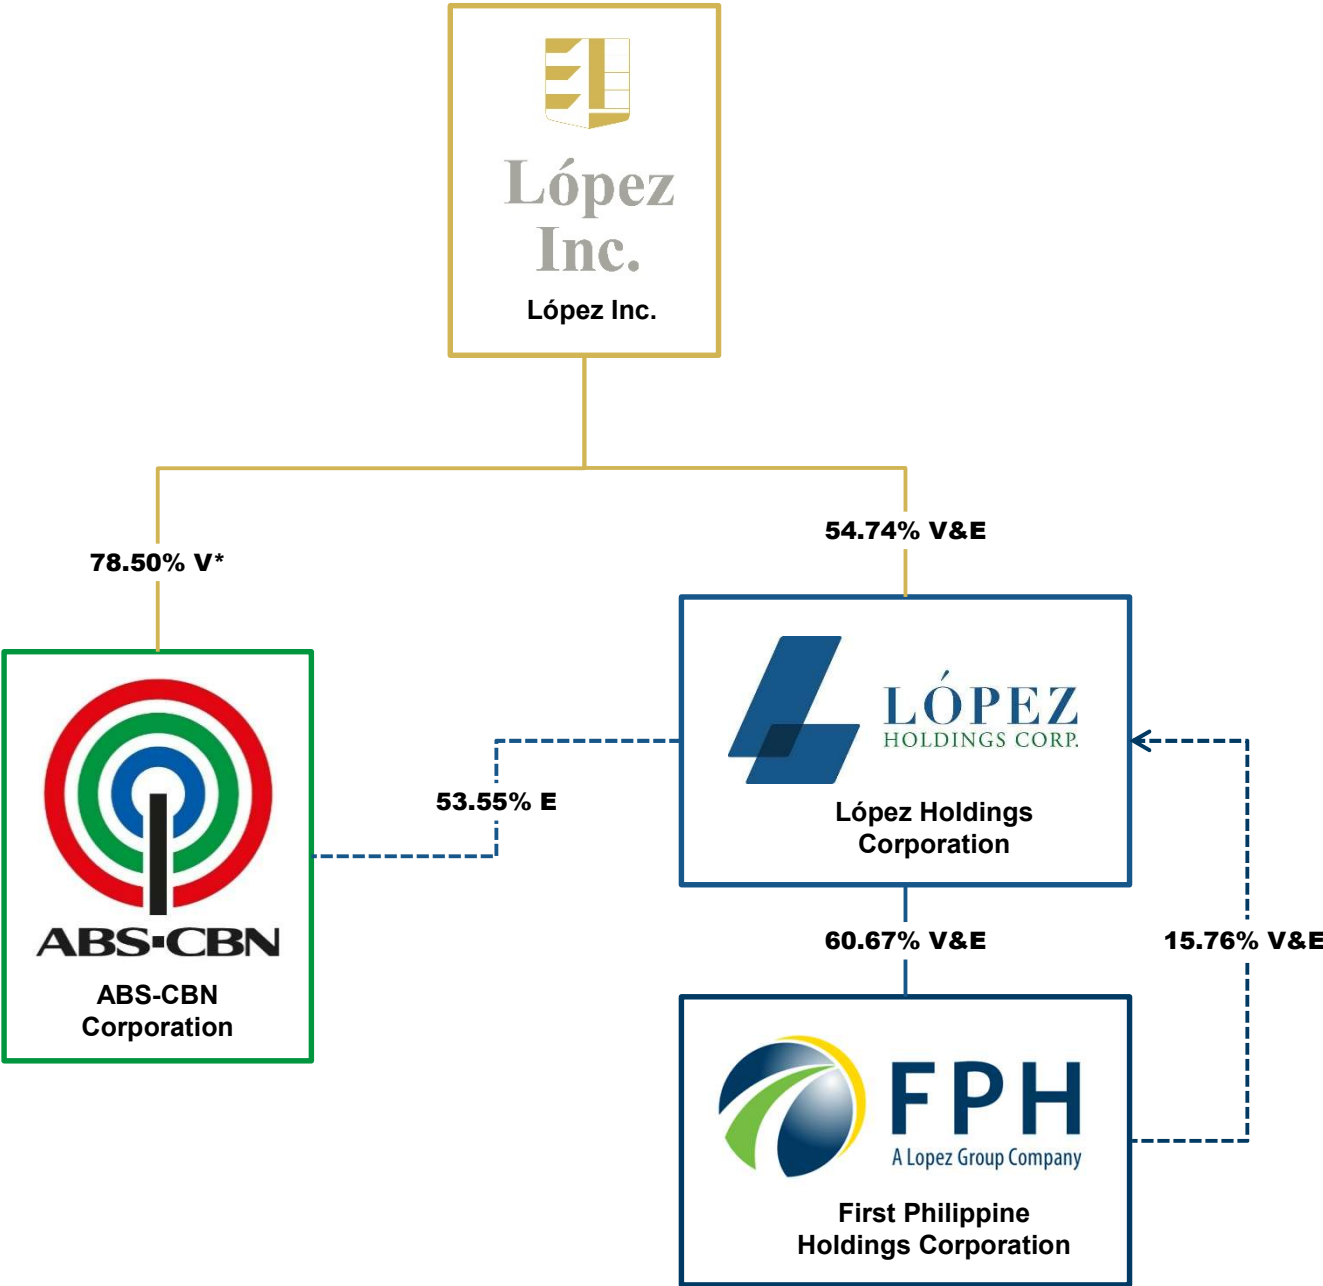 López
Inc.
López Inc.
54.74% V&E
78.50% V*
LÓPEZ
HOLDINGS CORP.
53.55% E
López Holdings
Corporation
ABS-CBN
60.67% V&E
15.76% V&E
ABS-CBN
Corporation
FPH
A Lopez Group Company
First Philippine
Holdings Corporation